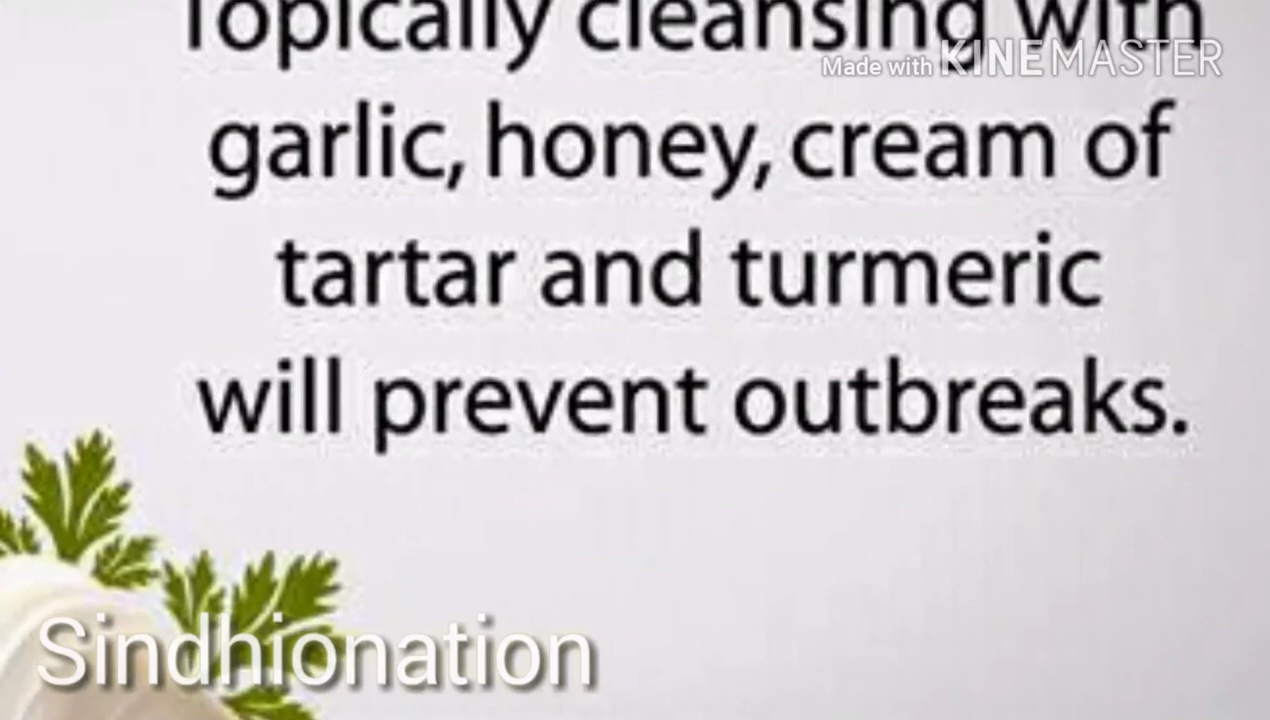 Topically cleansing with
Made with KINEMASTER
garlic, honey, cream of
tartar and turmeric
will prevent outbreaks.
Sindhionation